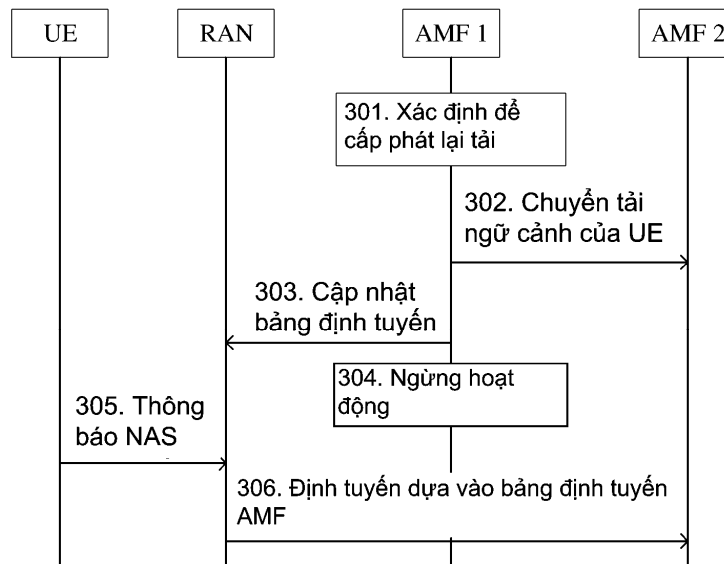 UE
RAN
AMF 1
AMF 2
301. Xác định để
cấp phát lại tải
302. Chuyển tải
ngữ cảnh của UE
303. Cập nhật
bảng định tuyến
304. Ngừng hoạt
động
305. Thông
báo NAS
306. Định tuyến dựa vào bảng định tuyến
AMF